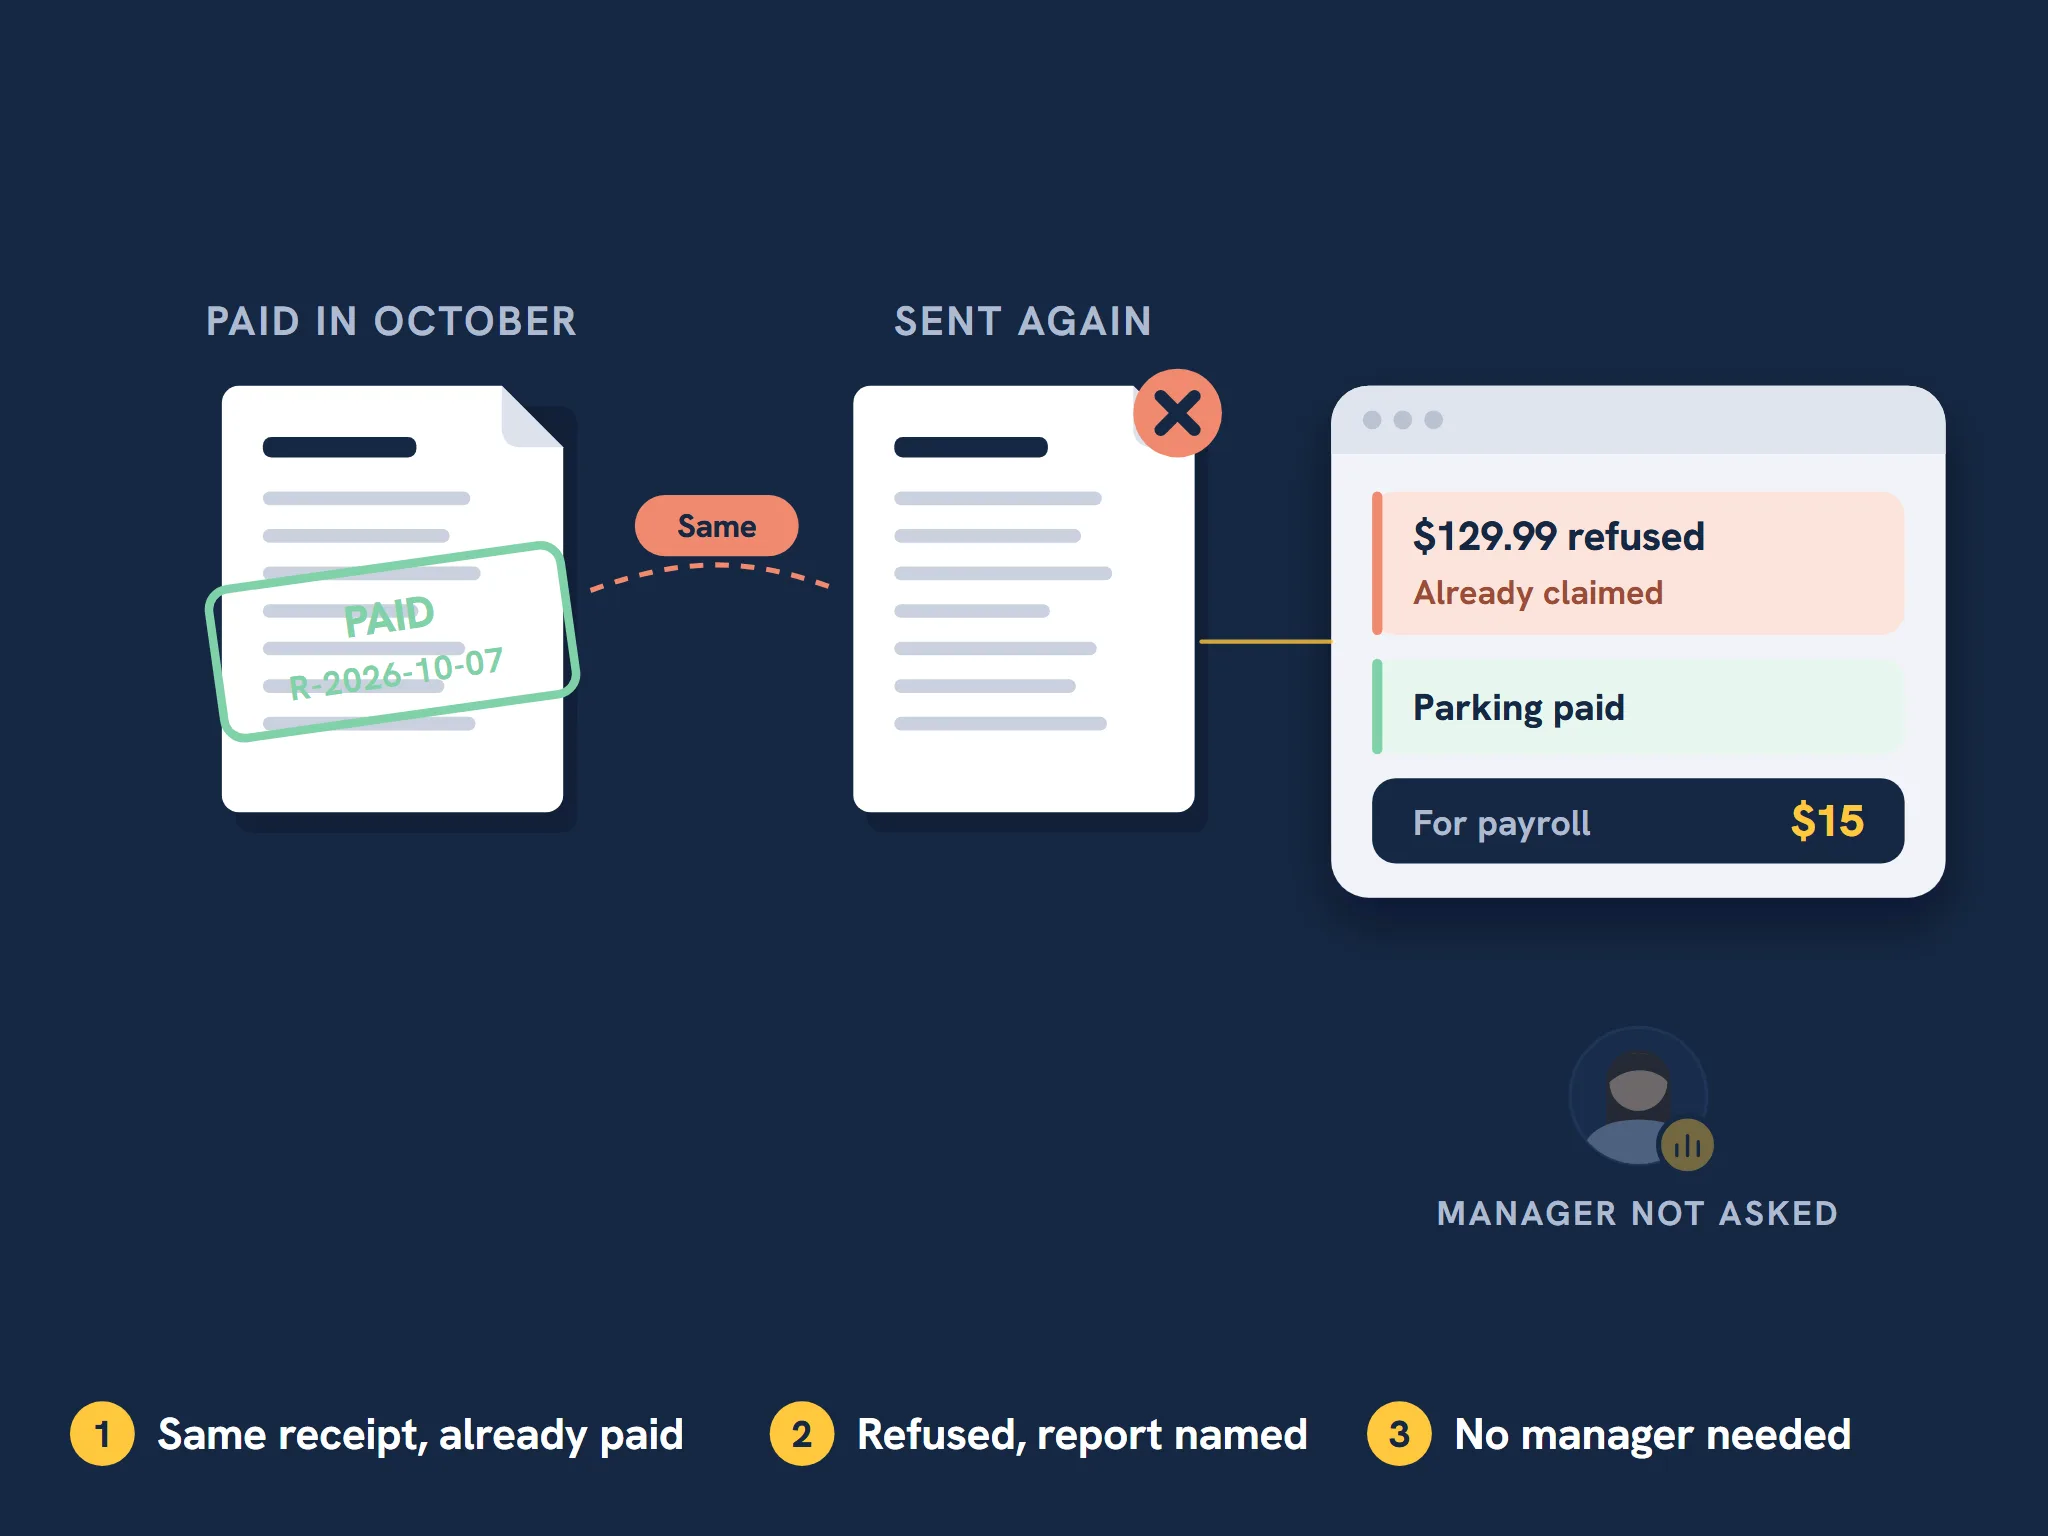 PAID IN OCTOBER
SENT AGAIN
PAID
R-2026-10-07
Same
$129.99 refused
Already claimed
Parking paid
For payroll $15
MANAGER NOT ASKED
1 Same receipt, already paid
2 Refused, report named
3 No manager needed